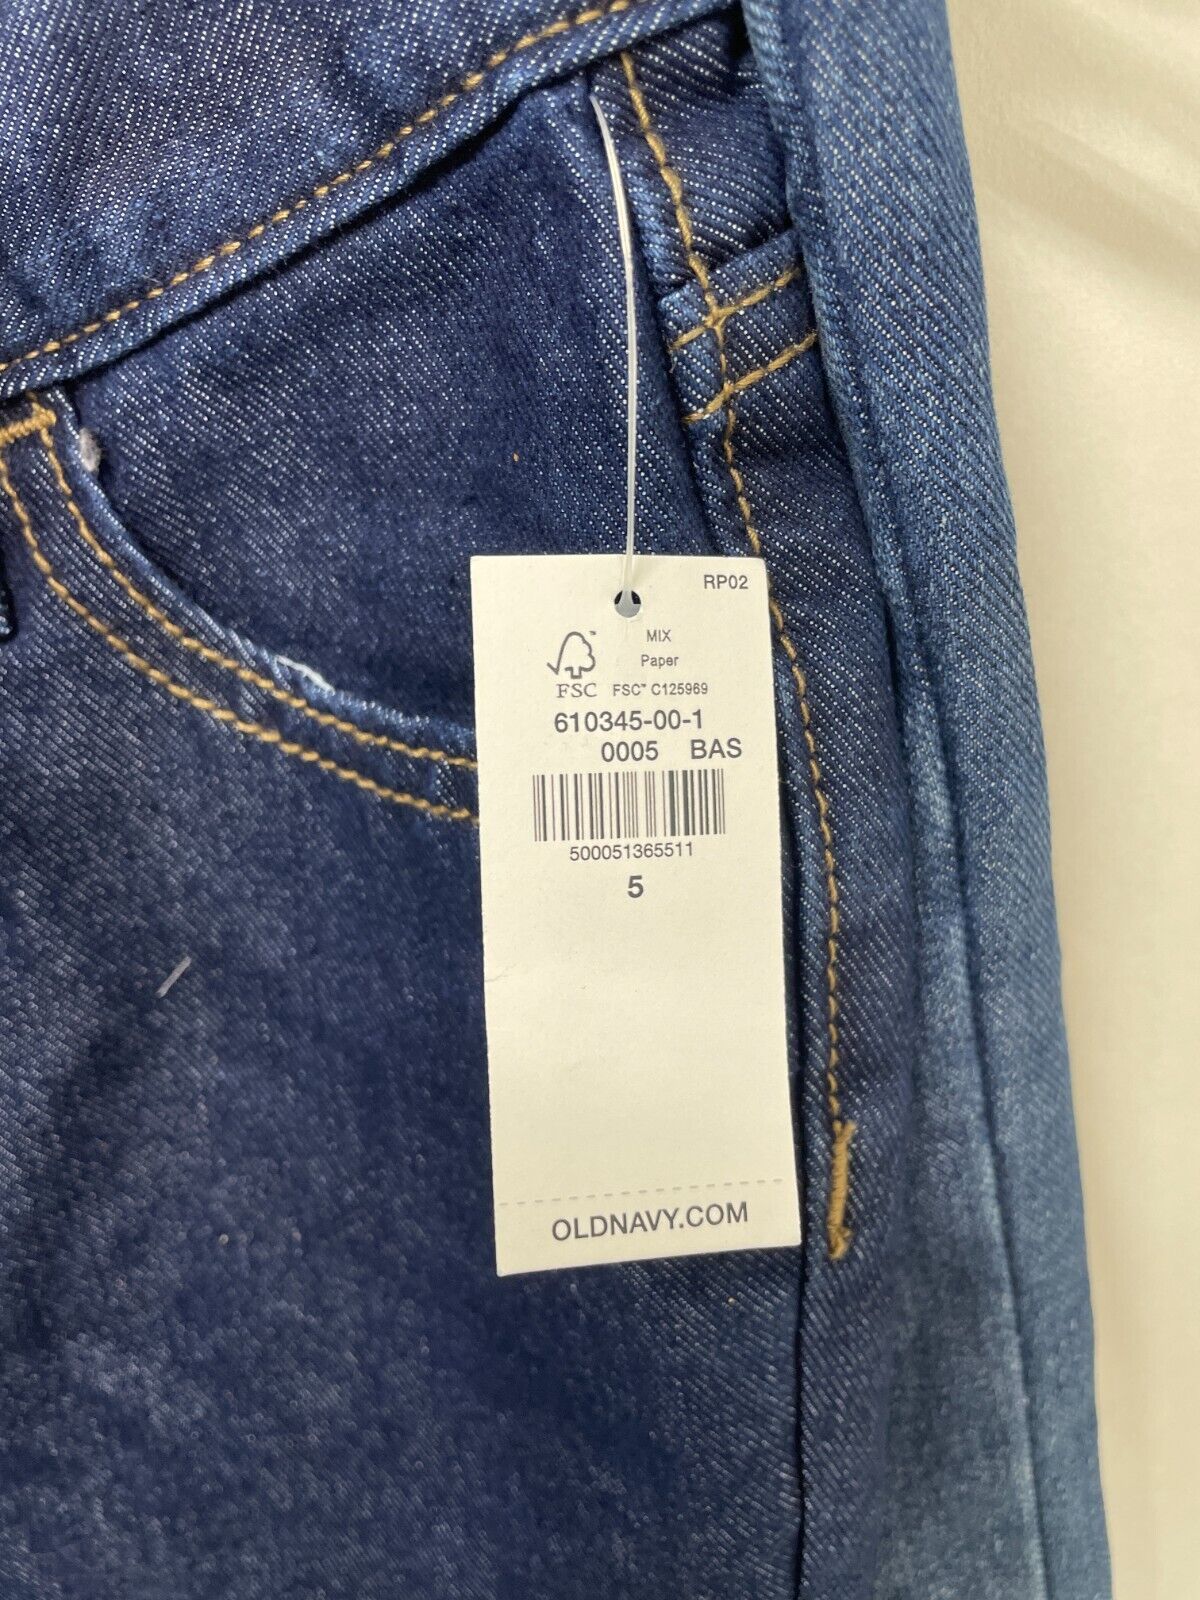 RP02
MIX
Paper
FSC™ C125969
FSC
610345-00-1
0005 BAS
500051365511
5
OLDNAVY.COM